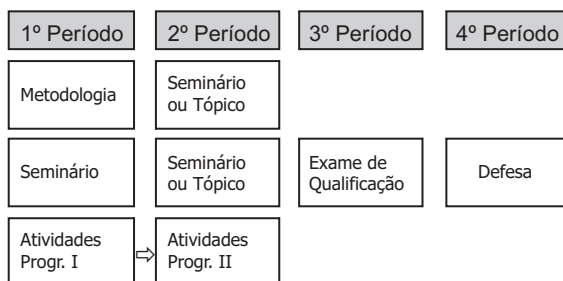 1º Período 2º Período 3º Período 4º Período
Metodologia
Seminário
ou Tópico
Seminário
Seminário
ou Tópico
Exame de
Qualificação
Defesa
Atividades
Progr. I
⇨
Atividades
Progr. II